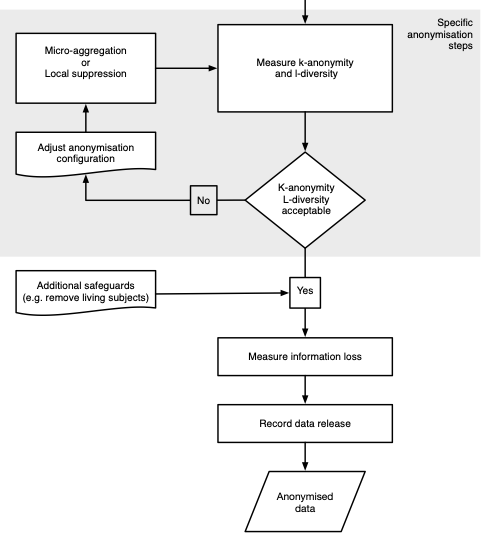 Specific
anonymisation
steps
Micro-aggregation
or
Local suppression
Measure k-anonymity
and l-diversity
Adjust anonymisation
configuration
K-anonymity
L-diversity
acceptable
No
Additional safeguards
(e.g. remove living subjects)
Yes
Measure information loss
Record data release
Anonymised
data